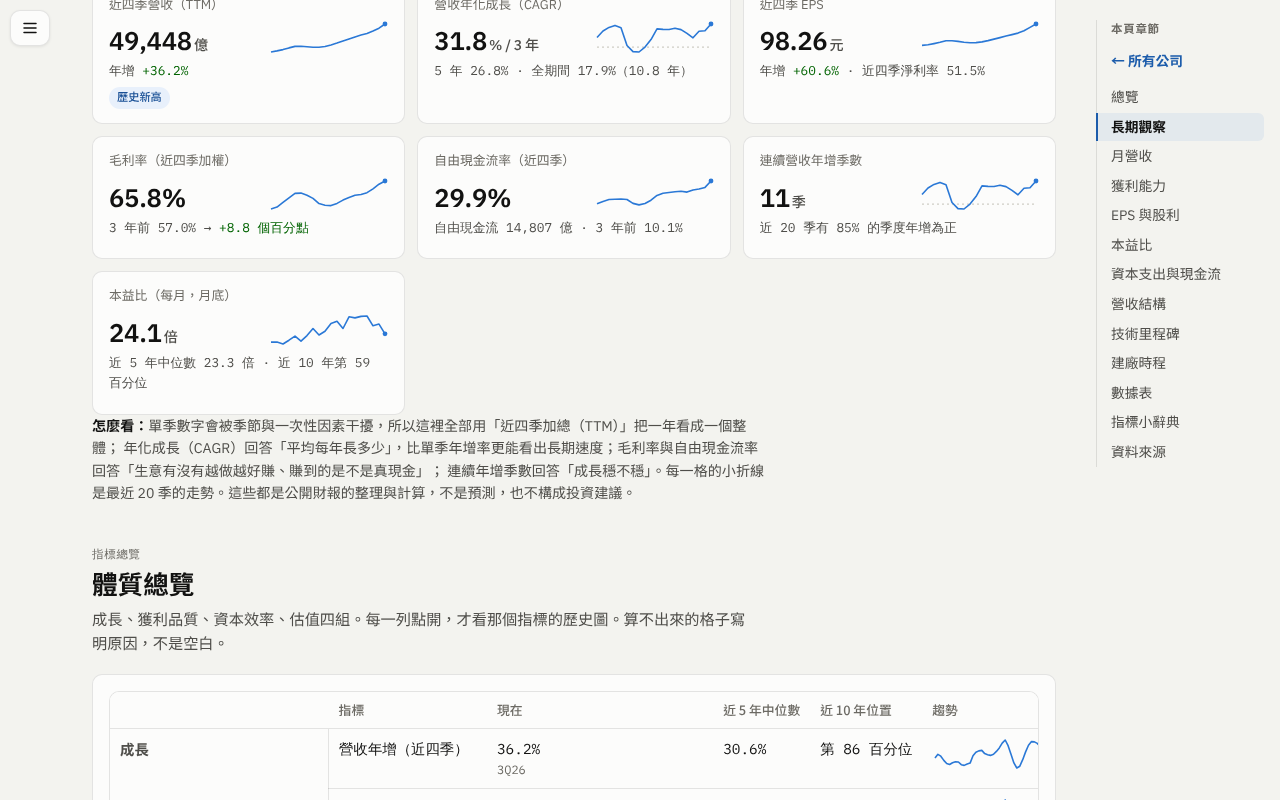 近四季營收（TTM）
49,448億
年增 +36.2%
歷史新高
營收年化成長（CAGR）
31.8% / 3 年
5 年 26.8% · 全期間 17.9%（10.8 年）
近四季 EPS
98.26元
年增 +60.6% · 近四季淨利率 51.5%
毛利率（近四季加權）
65.8%
3 年前 57.0% → +8.8 個百分點
自由現金流率（近四季）
29.9%
自由現金流 14,807 億 · 3 年前 10.1%
連續營收年增季數
11季
近 20 季有 85% 的季度年增為正
本益比（每月，月底）
24.1倍
近 5 年中位數 23.3 倍 · 近 10 年第 59
百分位
怎麼看：單季數字會被季節與一次性因素干擾，所以這裡全部用「近四季加總（TTM）」把一年看成一個整
體； 年化成長（CAGR）回答「平均每年長多少」，比單季年增率更能看出長期速度；毛利率與自由現金流率
回答「生意有沒有越做越好賺、賺到的是不是真現金」； 連續年增季數回答「成長穩不穩」。每一格的小折線
是最近 20 季的走勢。這些都是公開財報的整理與計算，不是預測，也不構成投資建議。
指標總覽
體質總覽
成長、獲利品質、資本效率、估值四組。每一列點開，才看那個指標的歷史圖。算不出來的格子寫
明原因，不是空白。
指標 現在 近 5 年中位數 近 10 年位置 趨勢
成長 營收年增（近四季） 36.2% 30.6% 第 86 百分位
3Q26
本頁章節
← 所有公司
總覽
長期觀察
月營收
獲利能力
EPS 與股利
本益比
資本支出與現金流
營收結構
技術里程碑
建廠時程
數據表
指標小辭典
資料來源